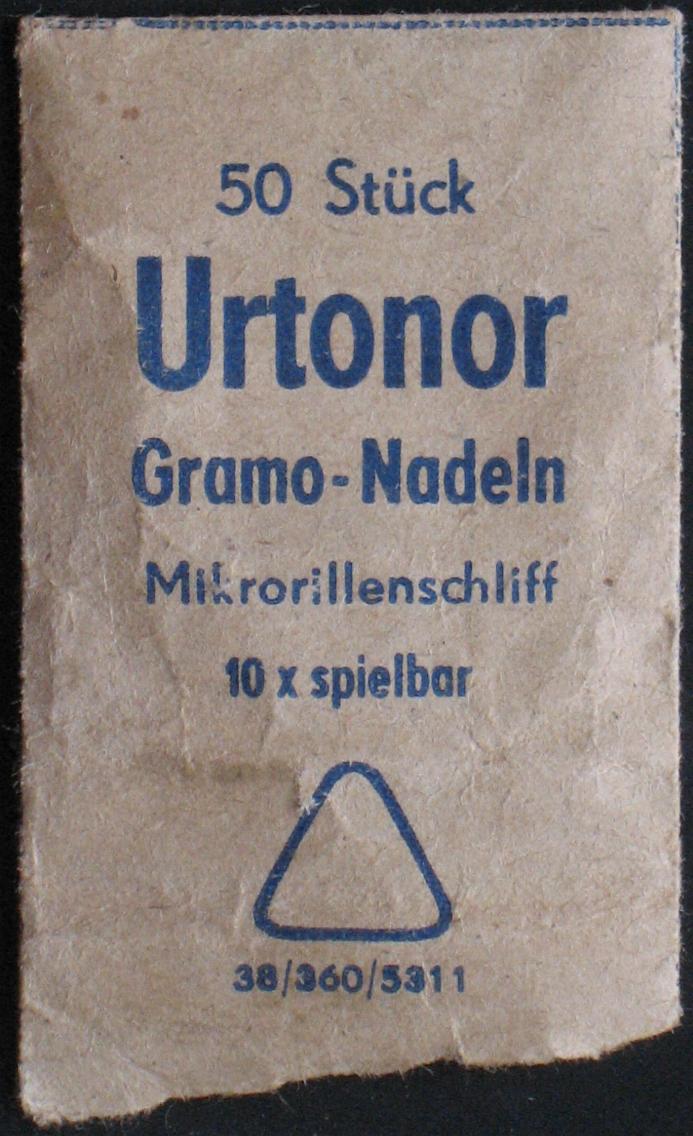 50 Stück
Urtonor
Gramo-Nadeln
Mikrorillenschliff
10 x spielbar
38/360/5311